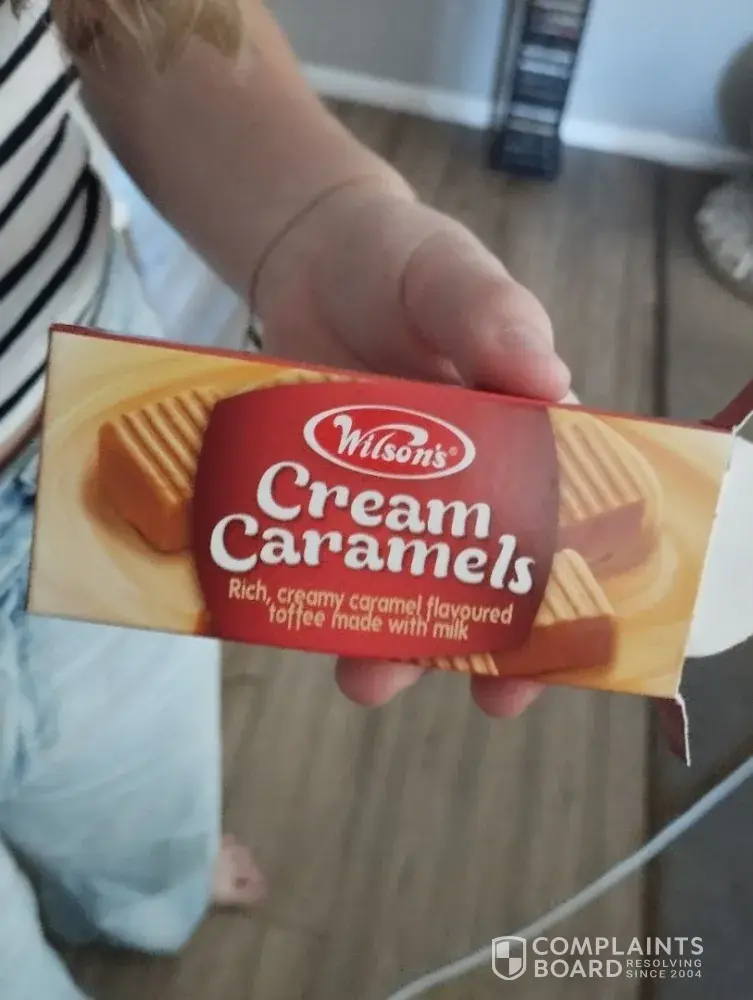 Wilson's®
Cream
Caramels
Rich, creamy caramel flavoured
toffee made with milk
COMPLAINTS
BOARD RESOLVING
SINCE 2004